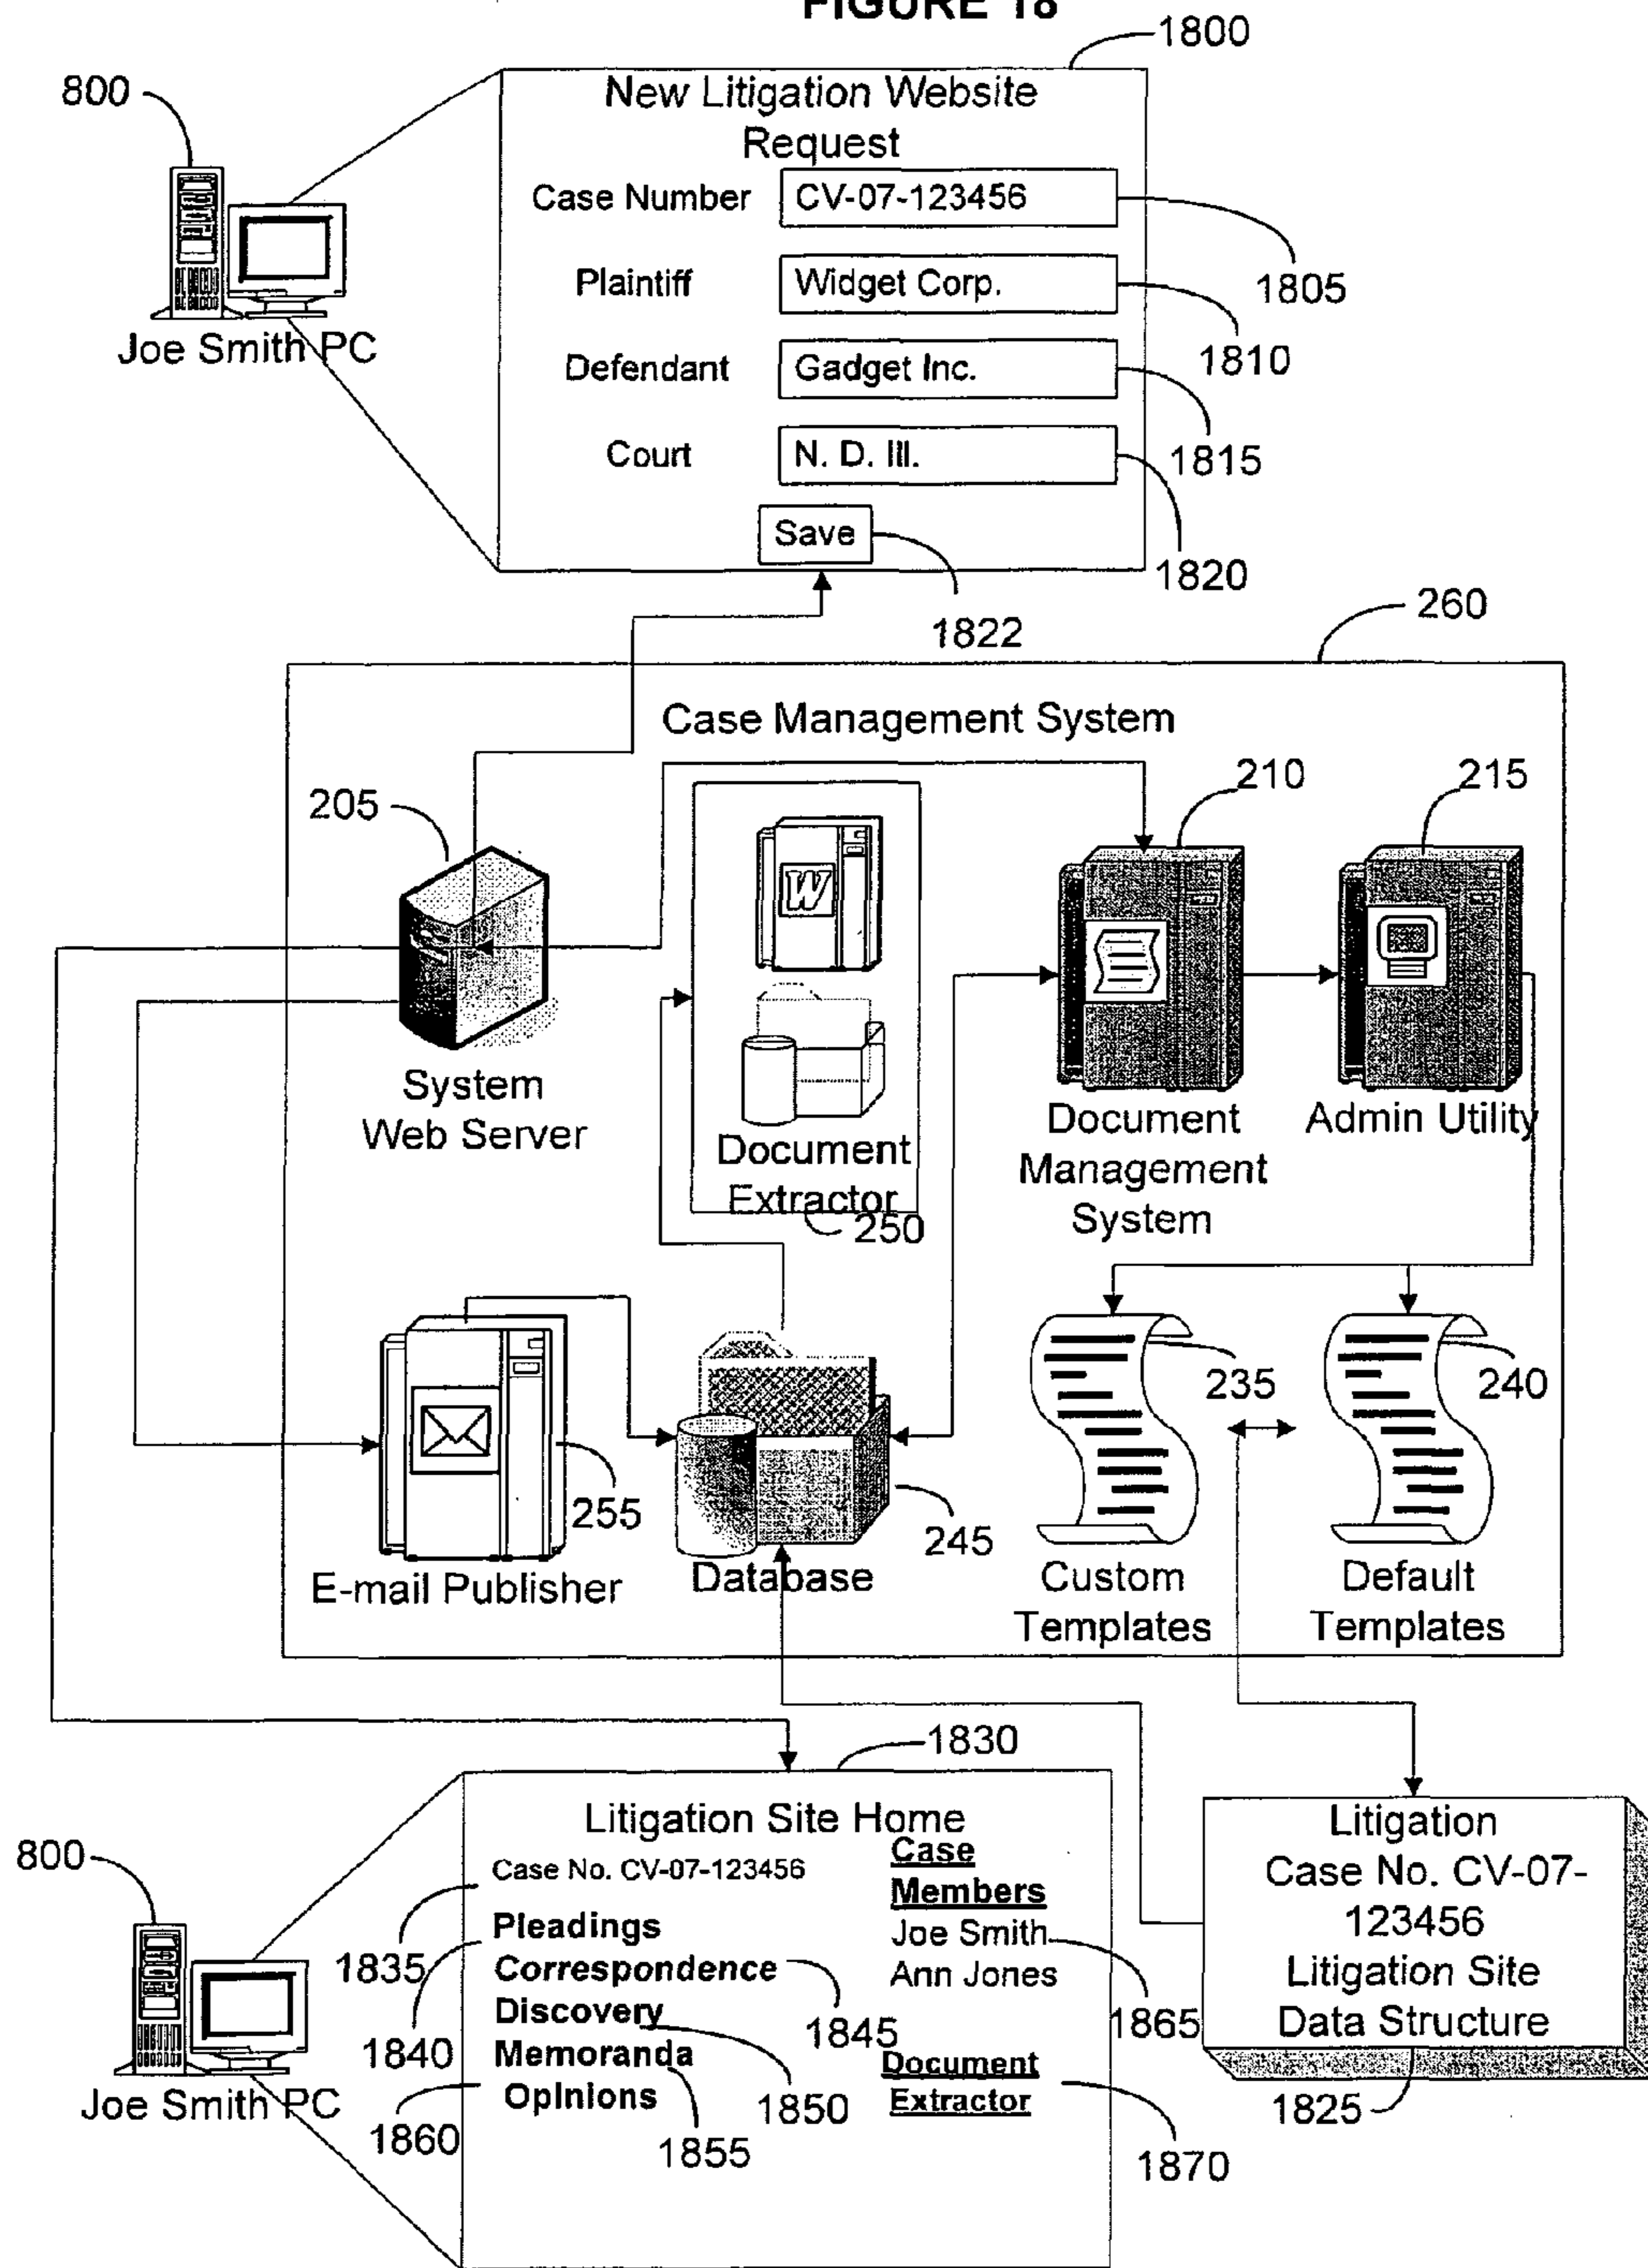 FIGURE 18
1800
800
New Litigation Website
Request
Case Number
CV-07-123456
1805
Plaintiff
Widget Corp.
1810
Joe Smith PC
Defendant
Gadget Inc.
1815
Court
N. D. Ill.
1820
Save
1822
260
Case Management System
205
210
215
W
System
Web Server
Document
Extractor
250
Document
Management
System
Admin Utility
235
240
255
245
E-mail Publisher
Database
Custom
Templates
Default
Templates
1830
800
Litigation Site Home
Case No. CV-07-123456
1835
Pleadings
1840
Correspondence
1845
Discovery
1850
Memoranda
1855
Opinions
1860
Case
Members
Joe Smith
Ann Jones
1865
Document
Extractor
1870
Joe Smith PC
Litigation
Case No. CV-07-
123456
Litigation Site
Data Structure
1825